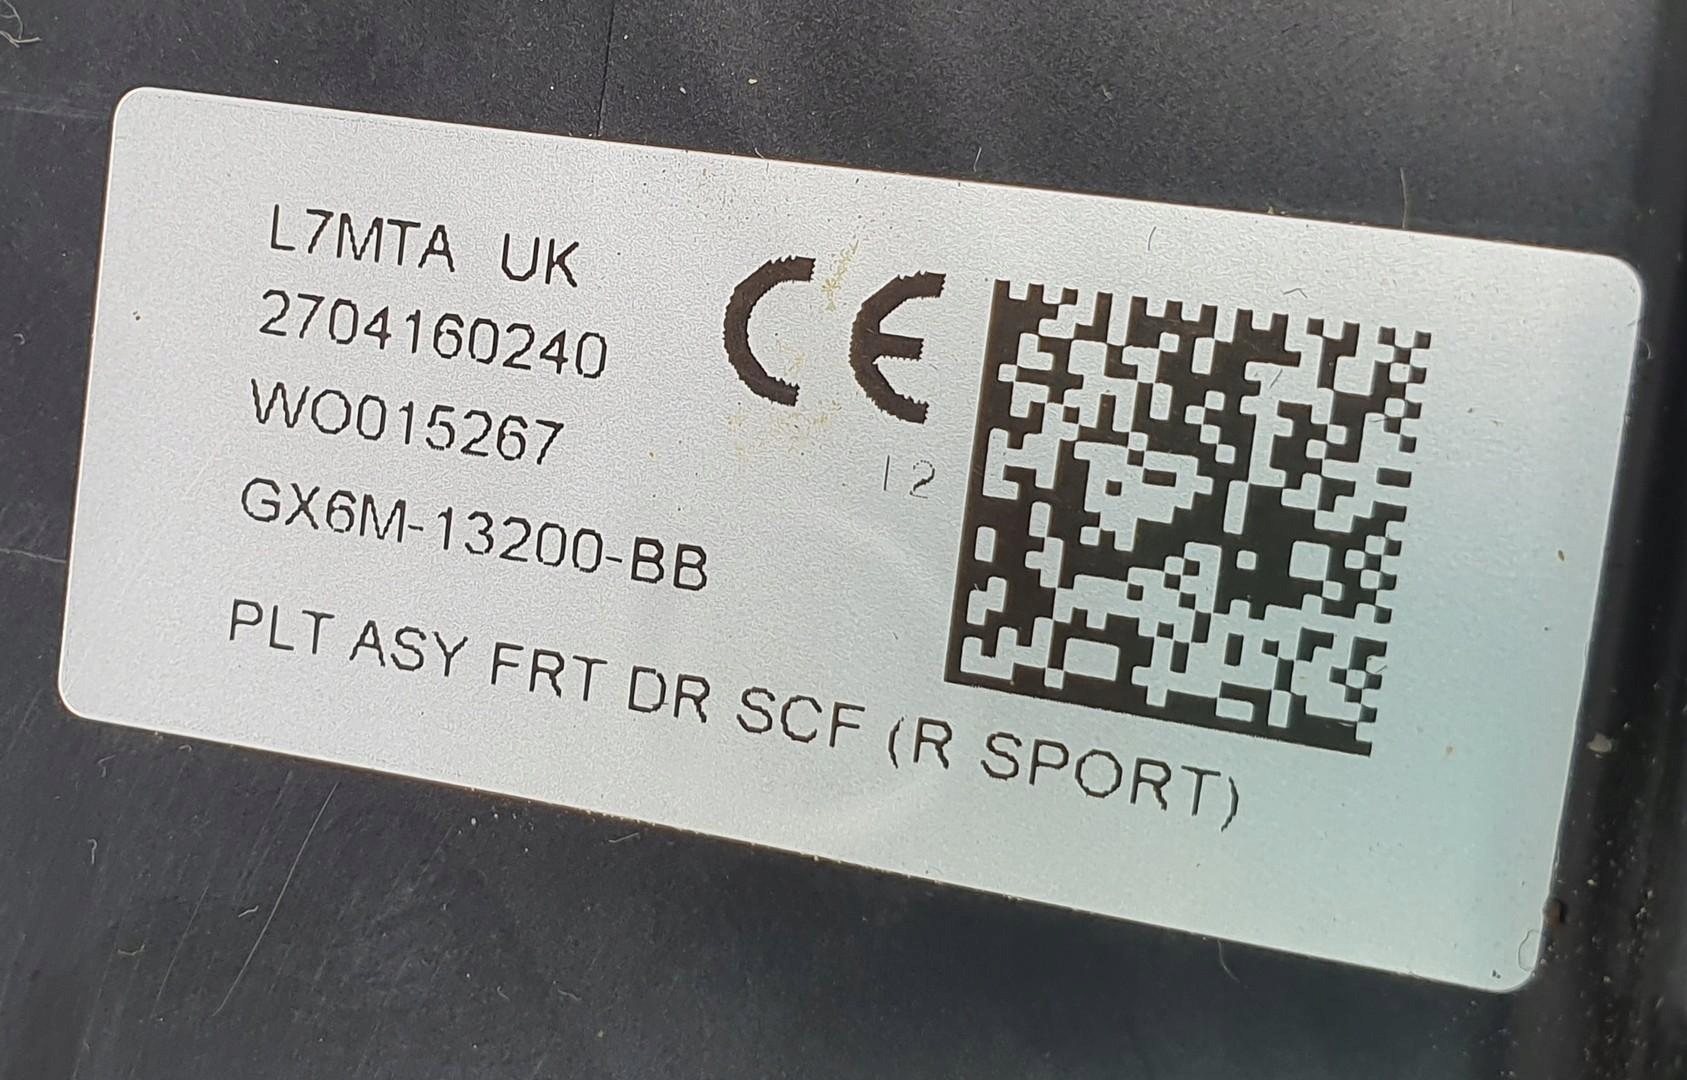 L7MTA UK
2704160240
WO015267
CE
12
GX6M-13200-BB
PLT ASY FRT DR SCF (R SPORT)